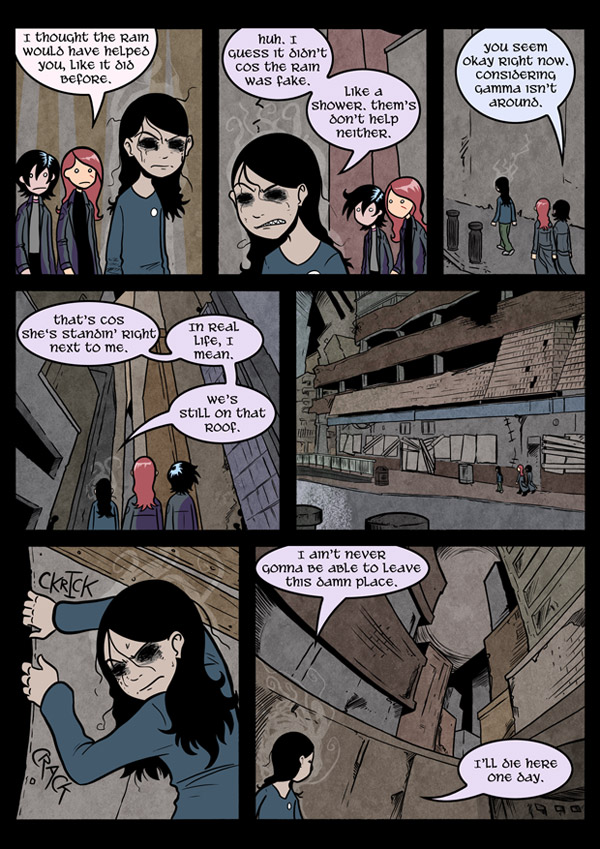 I thought the rain
would have helped
you, like it did
before.
huh. I
guess it didn't
cos the rain
was fake.
Like a
shower. thems
don't help
neither.
you seem
okay right now.
considering
gamma isn't
around.
that's cos
she's standin' right
next to me.
In real
life, I
mean.
we's
still on that
roof.
CKRICK
CRACK
I ain't never
gonna be able to leave
this damn place.
I'll die here
one day.